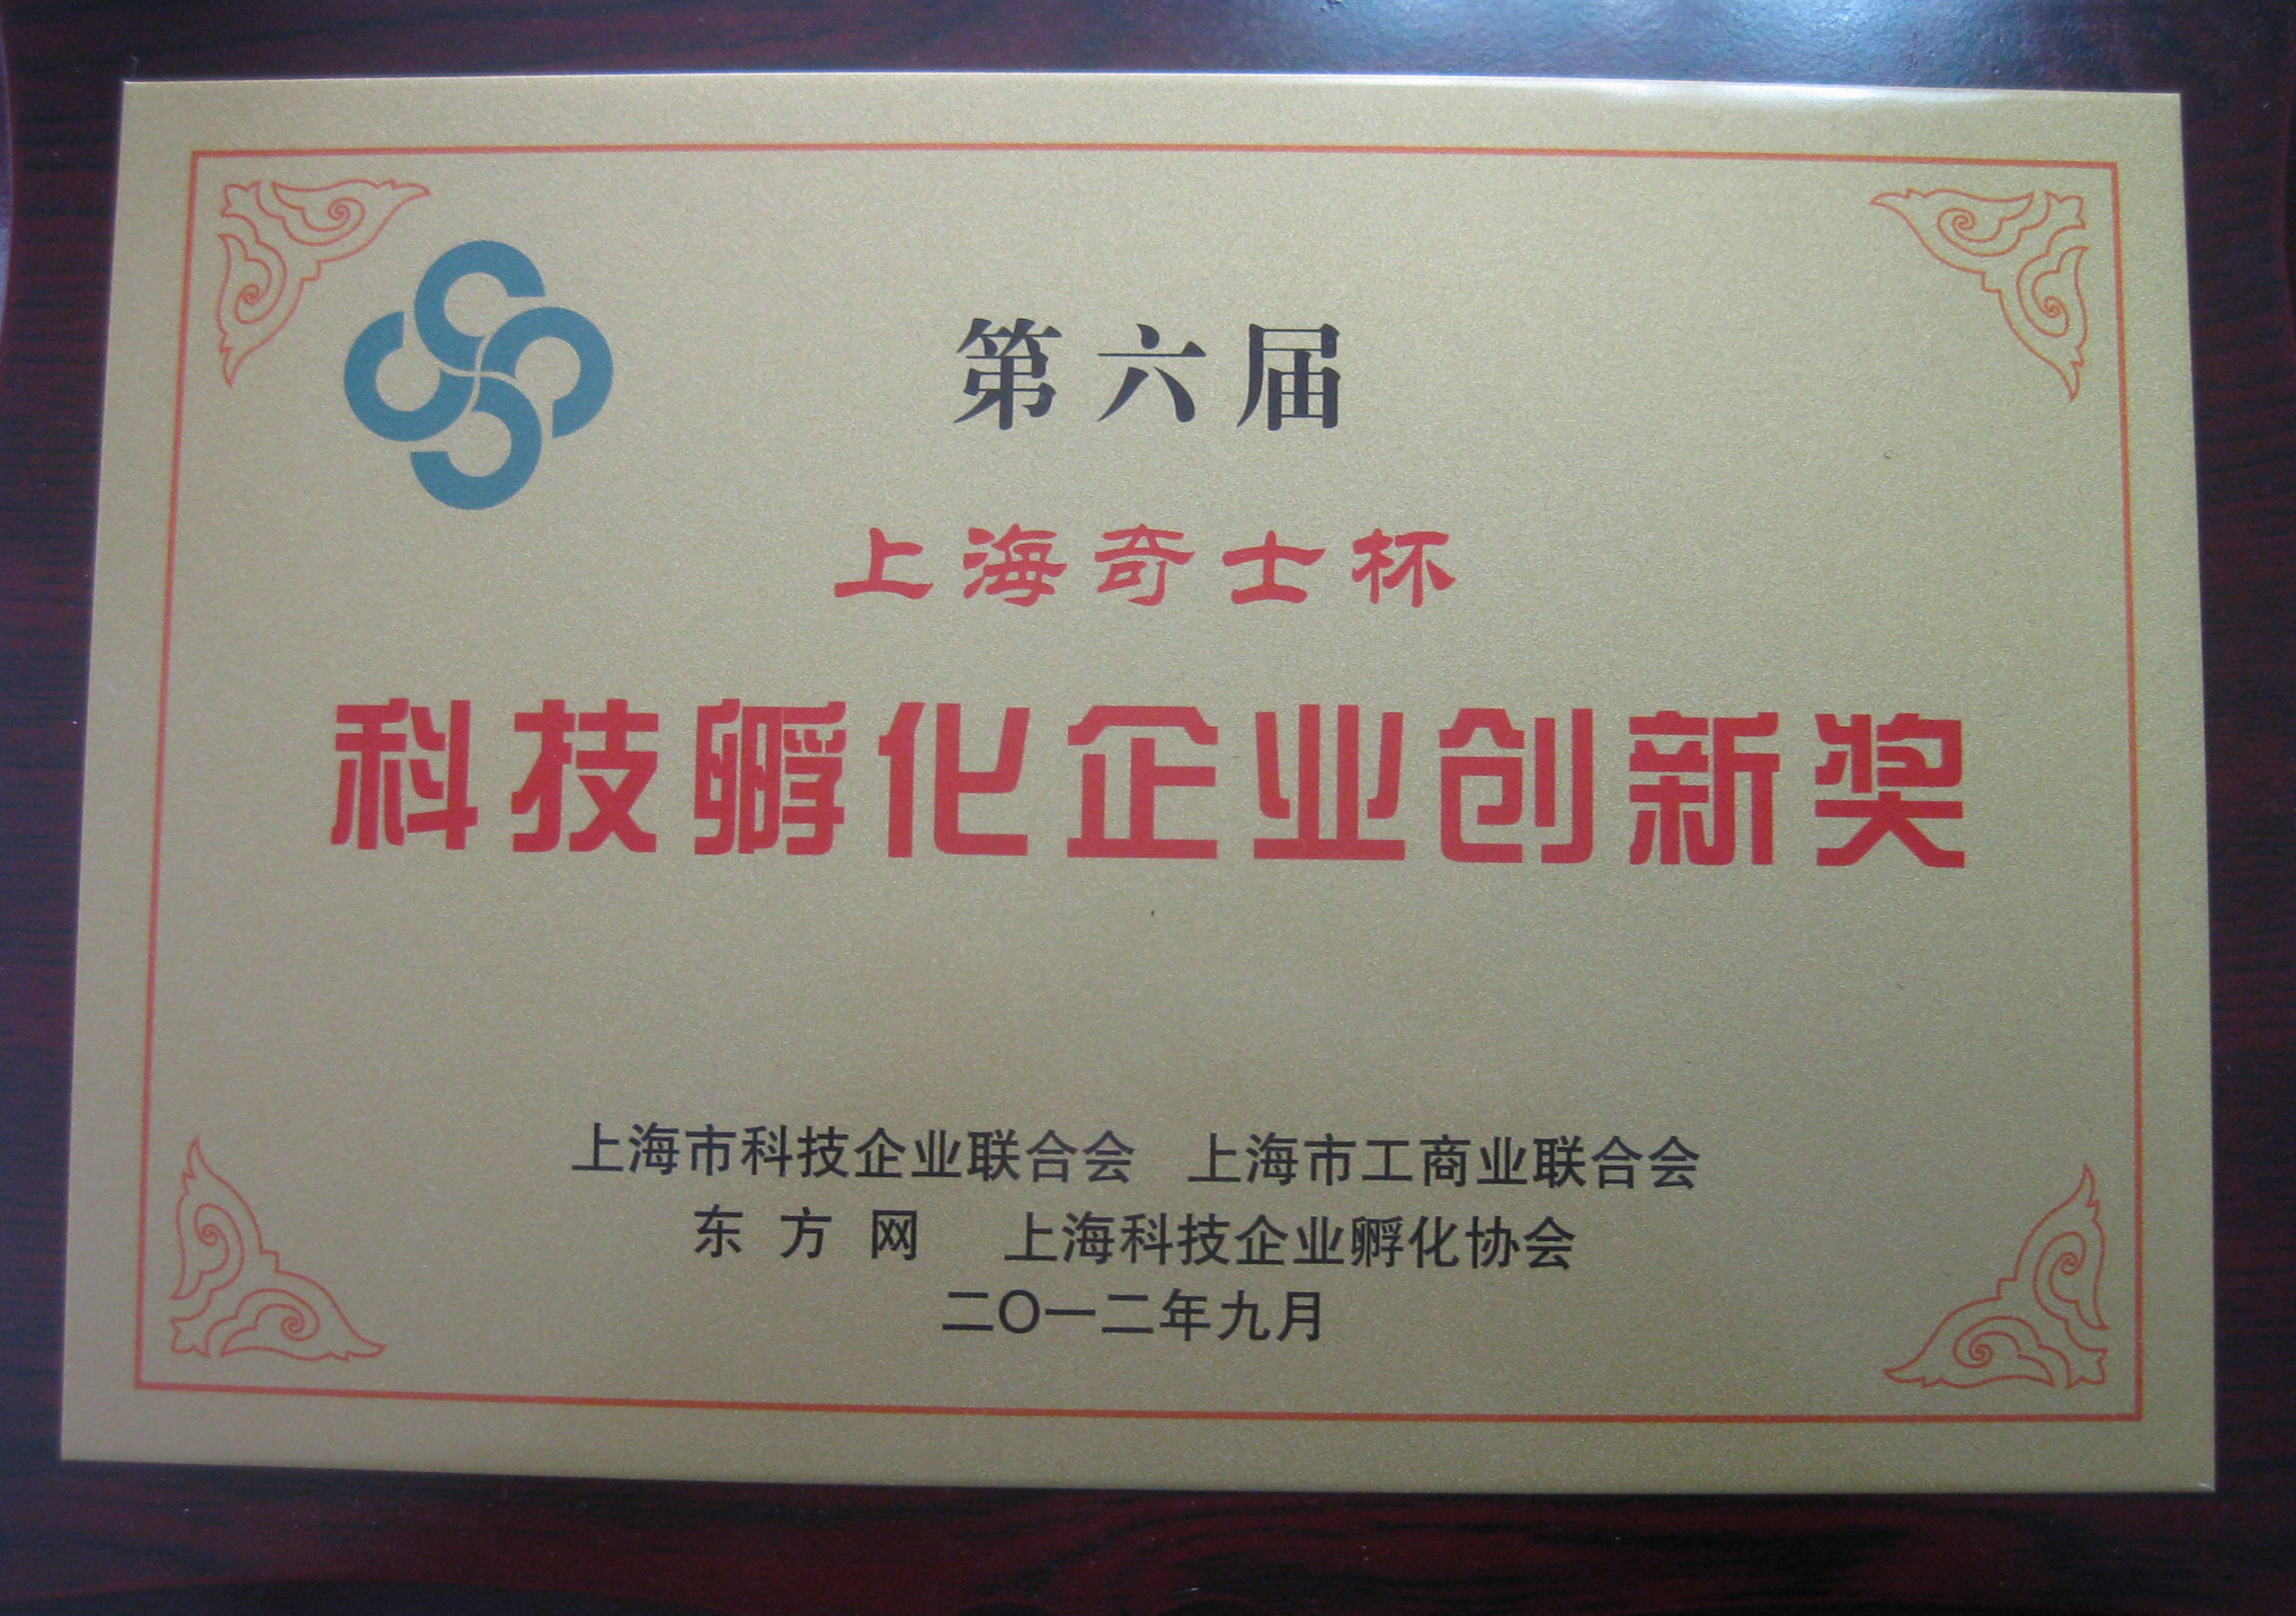 第六届
上海奇士杯
科技孵化企业创新奖
上海市科技企业联合会 上海市工商业联合会
东方网 上海科技企业孵化协会
二〇一二年九月